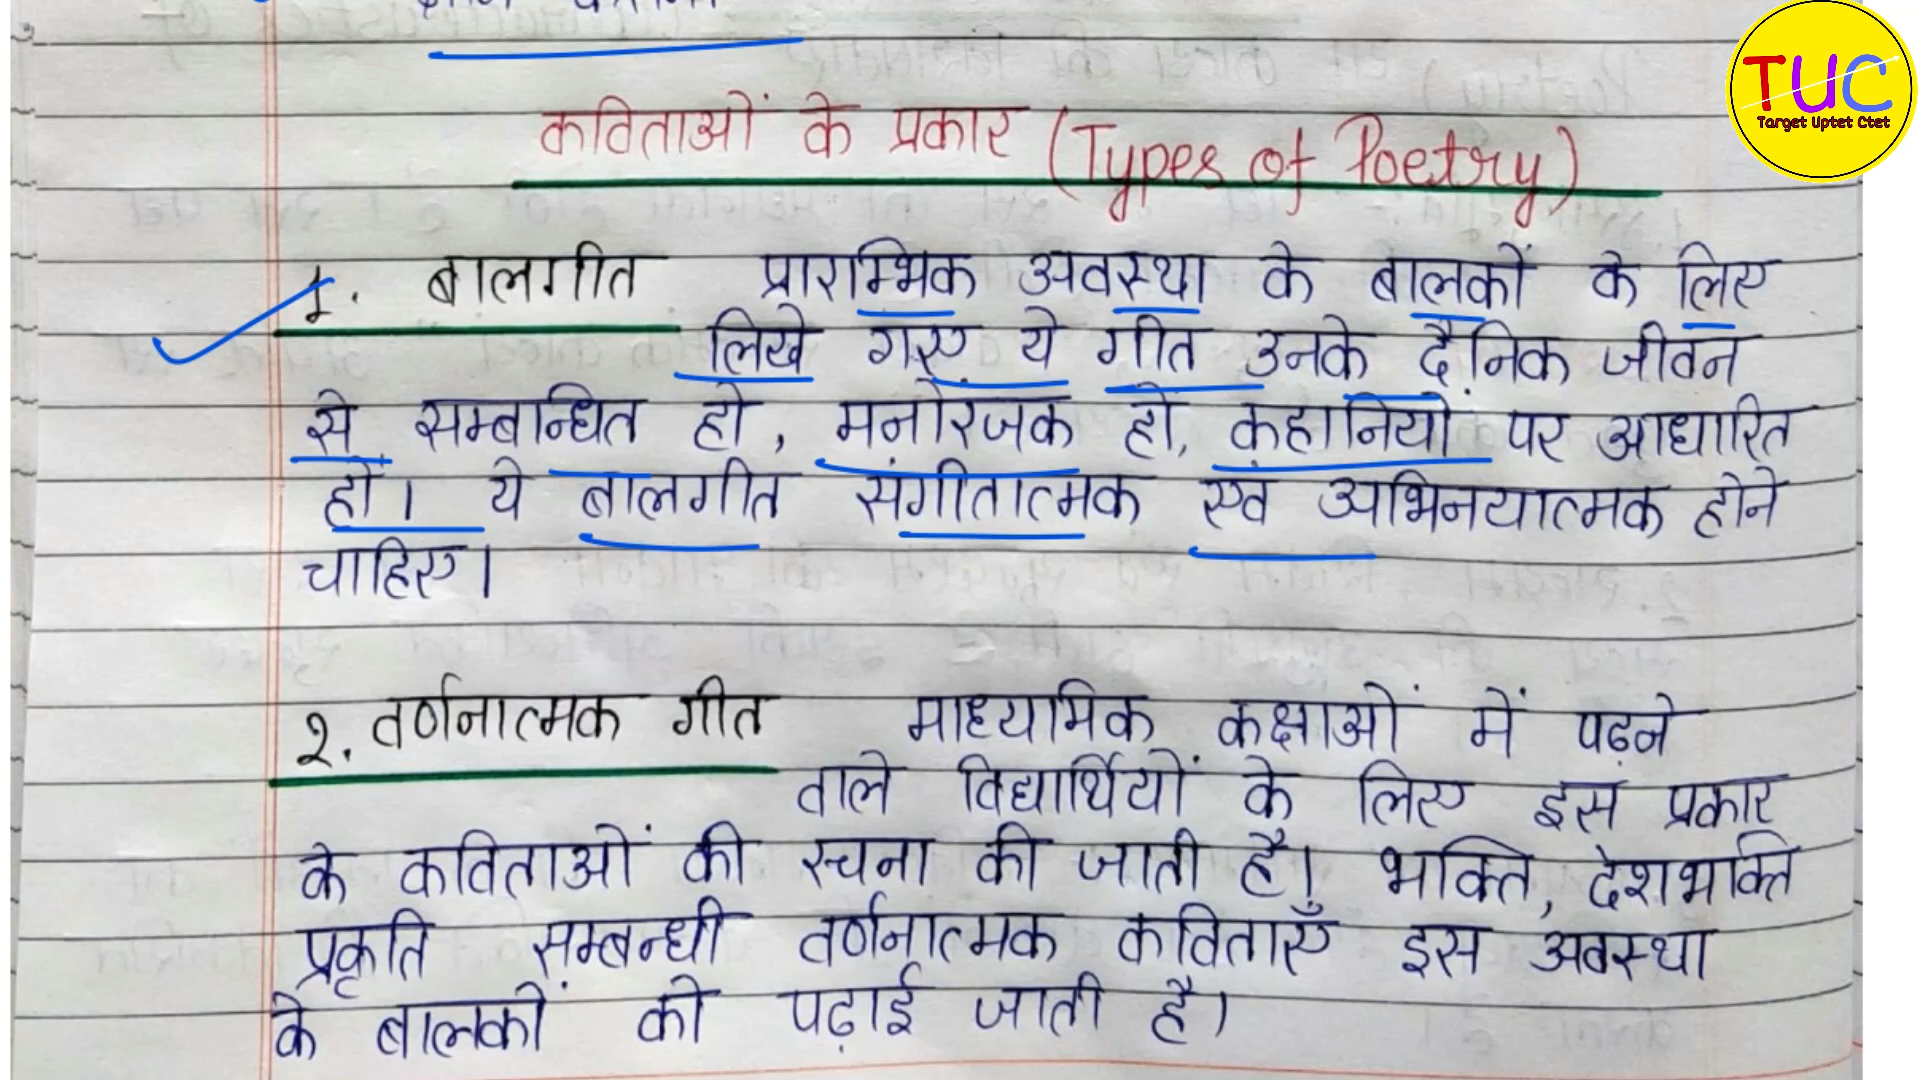 TUC
Target Uptet Ctet
कविताओं के प्रकार (Types of Poetry)
1. बालगीत प्रारम्भिक अवस्था के बालकों के लिए
लिखे गए ये गीत उनके दैनिक जीवन
से सम्बान्धित हो, मनोरंजक हो, कहानियों पर आधारित
हों। ये बालगीत संगीतात्मक एवं अभिनयात्मक होने
चाहिए।
२. वर्णनात्मक गीत माध्यमिक कक्षाओं में पढ़ने
वाले विद्यार्थियों के लिए इस प्रकार
के कविताओं की रचना की जाती है। भक्ति, देशभक्ति
प्रकृति सम्बन्धी वर्णनात्मक कविताएँ इस अवस्था
के बालकों को पढ़ाई जाती है।